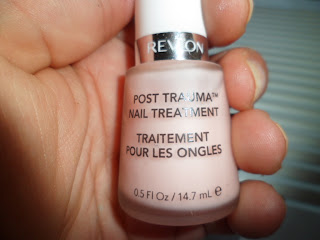 REVLON
POST TRAUMA™
NAIL TREATMENT
TRAITEMENT
POUR LES ONGLES
0.5 Fl Oz / 14.7 mL e